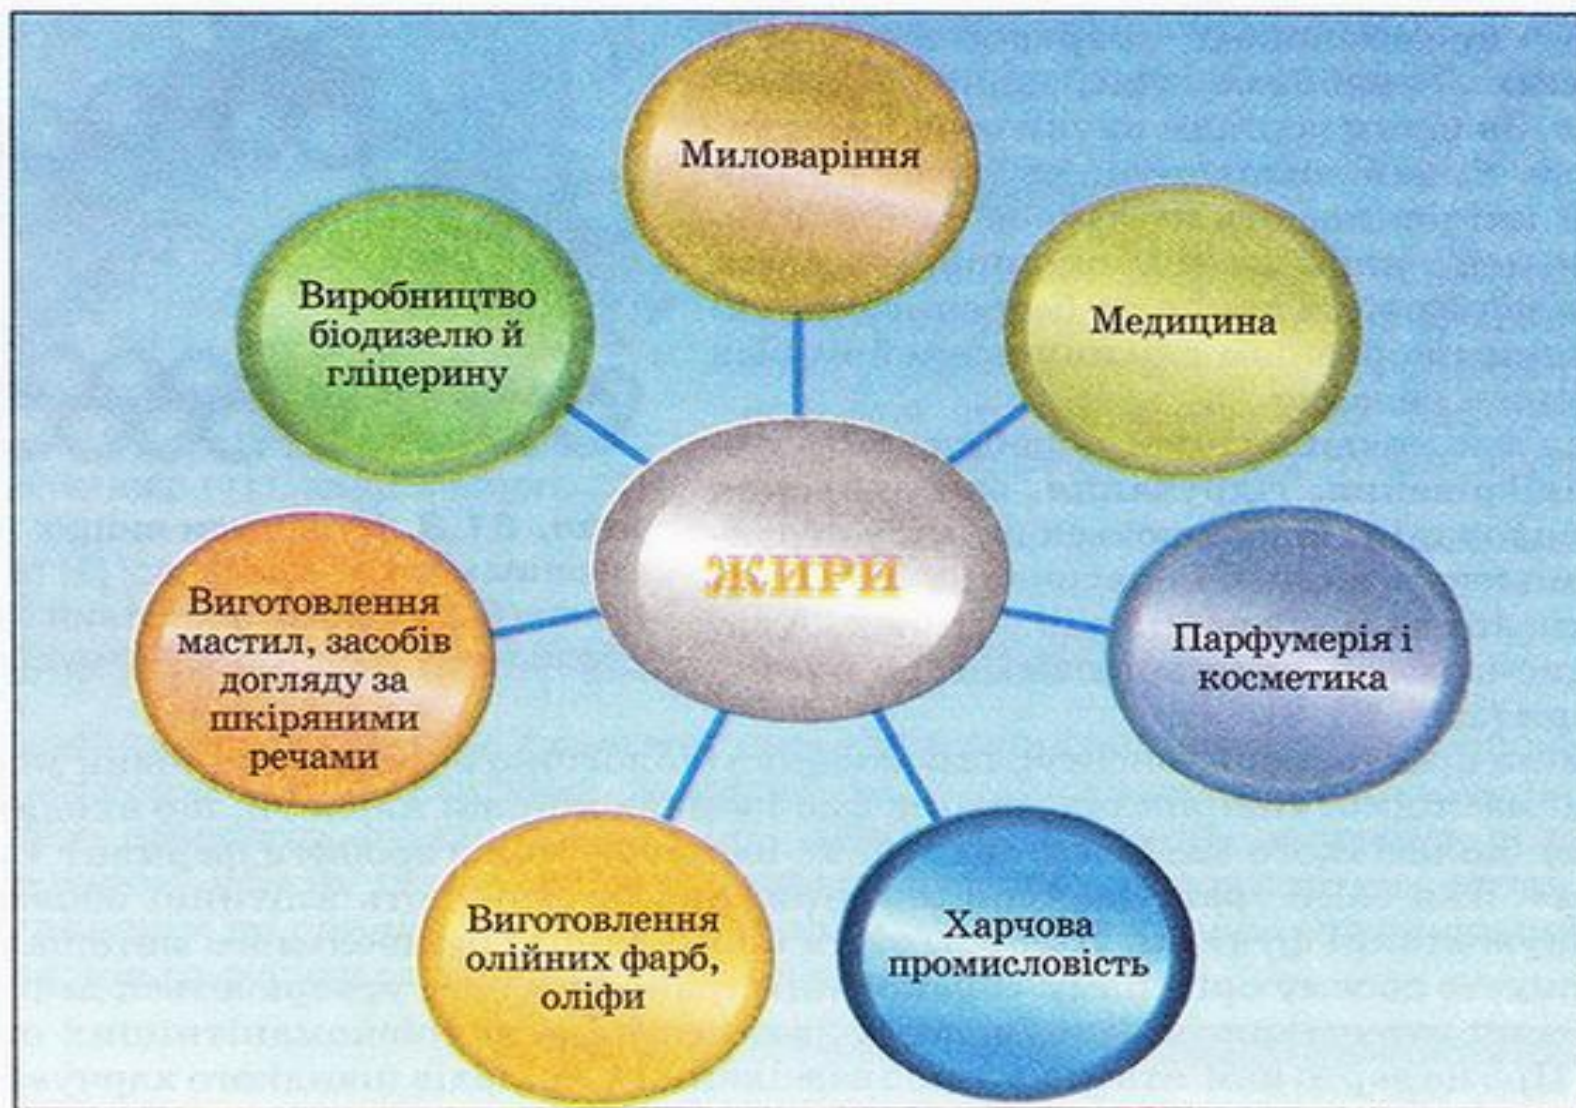 Миловаріння
Медицина
Парфумерія і
косметика
Харчова
промисловість
Виготовлення
олійних фарб,
оліфи
Виготовлення
мастил, засобів
догляду за
шкіряними
речами
Виробництво
біодизелю й
гліцерину
ЖИРИ